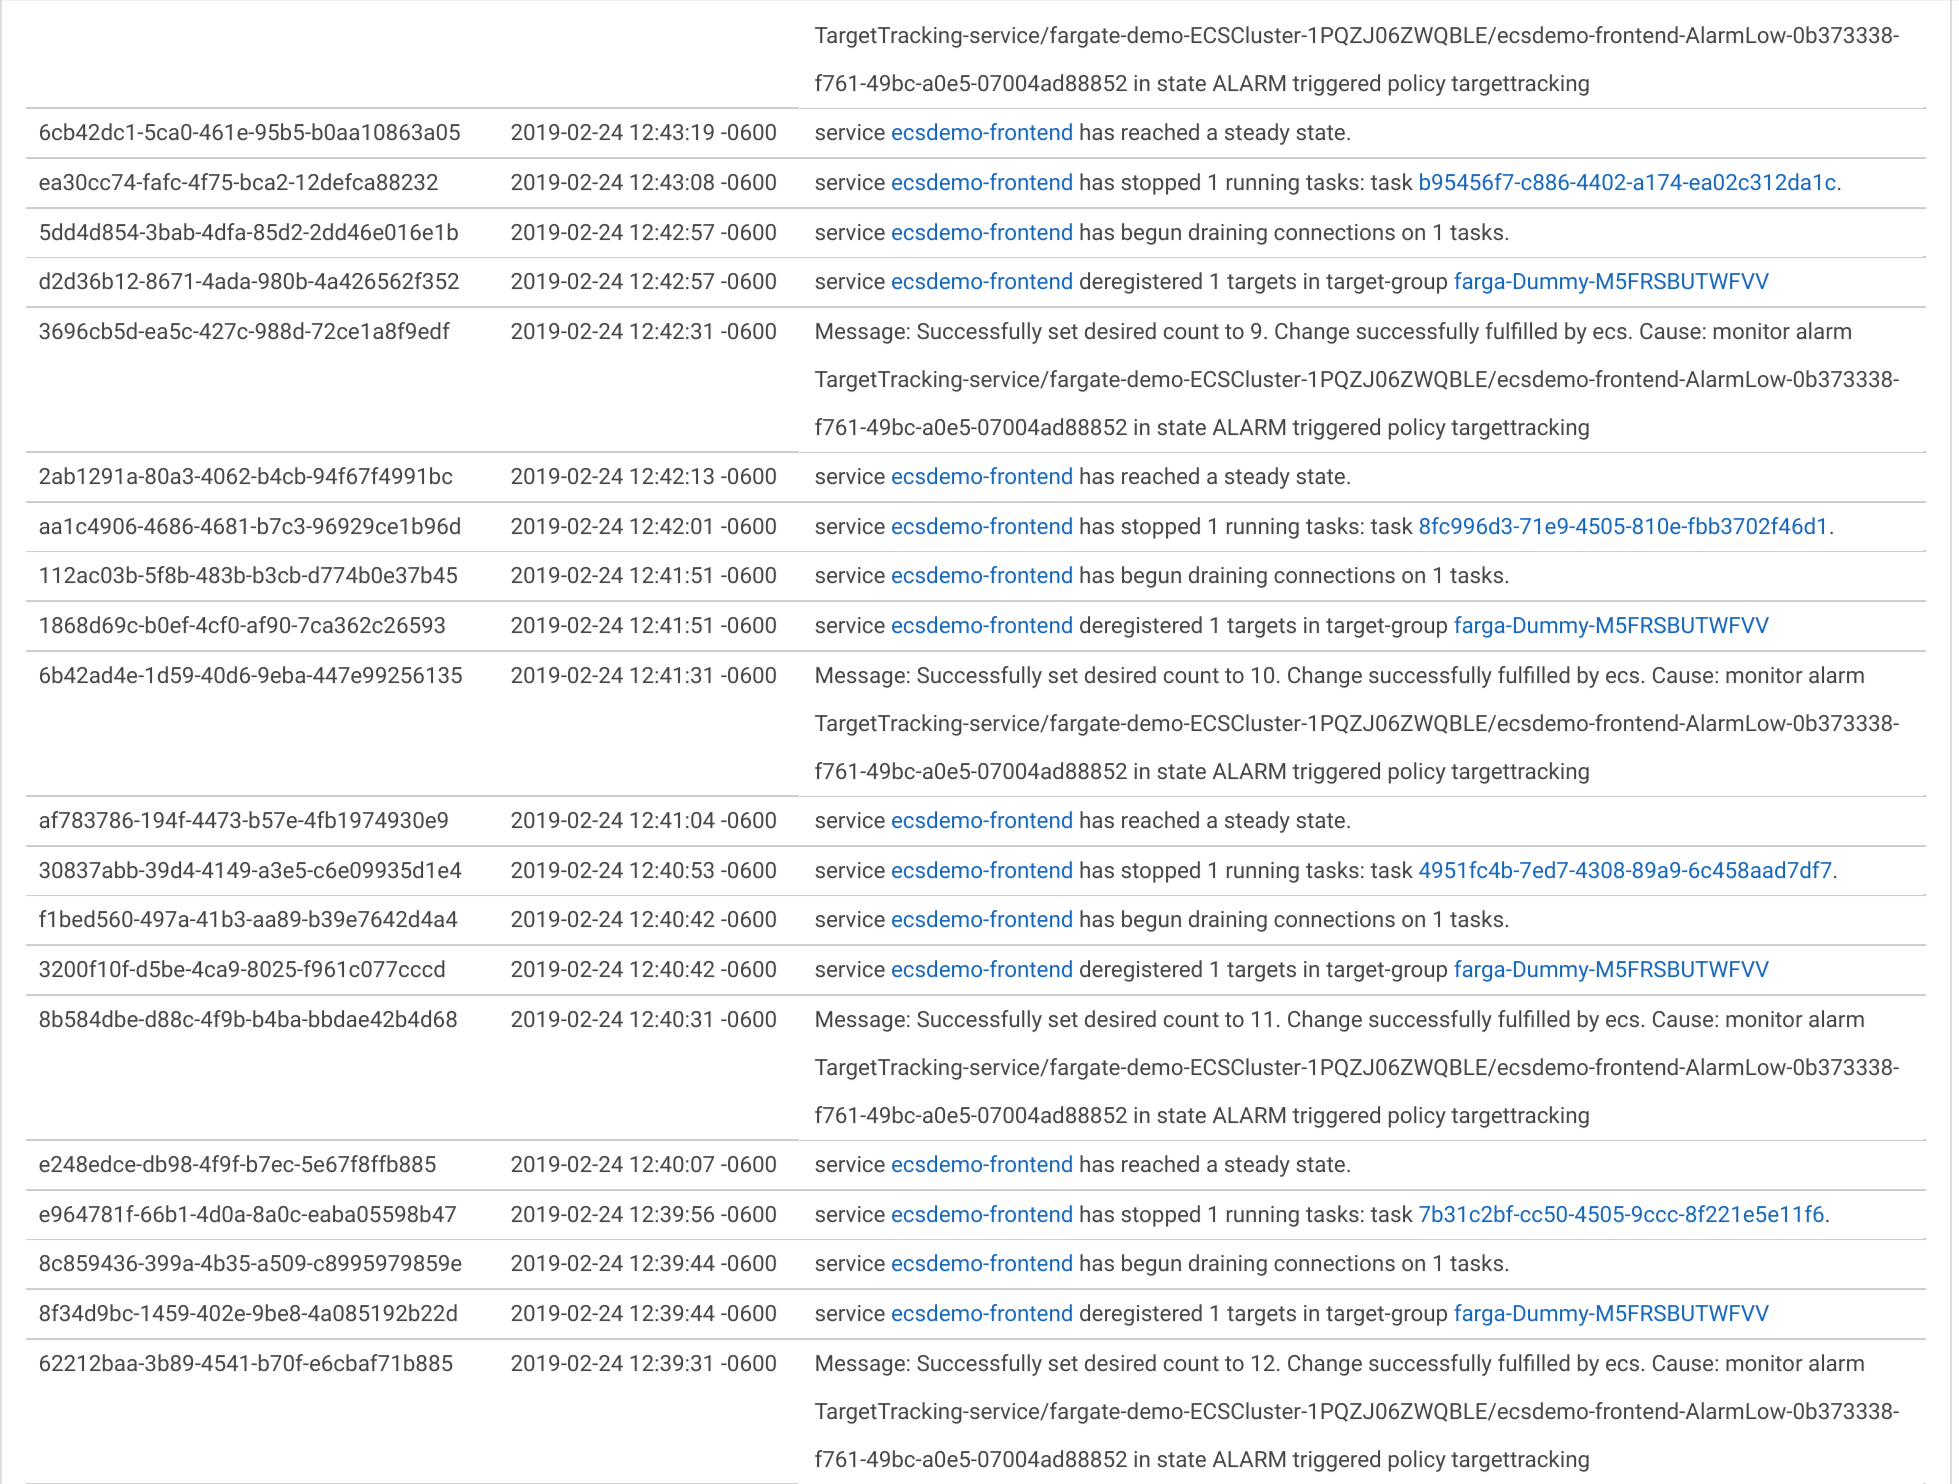 TargetTracking-service/fargate-demo-ECSCluster-1PQZJ06ZWQBLE/ecsdemo-frontend-AlarmLow-0b373338-
f761-49bc-a0e5-07004ad88852 in state ALARM triggered policy targettracking
6cb42dc1-5ca0-461e-95b5-b0aa10863a05 2019-02-24 12:43:19 -0600 service ecsdemo-frontend has reached a steady state.
ea30cc74-fafc-4f75-bca2-12defca88232 2019-02-24 12:43:08 -0600 service ecsdemo-frontend has stopped 1 running tasks: task b95456f7-c886-4402-a174-ea02c312da1c.
5dd4d854-3bab-4dfa-85d2-2dd46e016e1b 2019-02-24 12:42:57 -0600 service ecsdemo-frontend has begun draining connections on 1 tasks.
d2d36b12-8671-4ada-980b-4a426562f352 2019-02-24 12:42:57 -0600 service ecsdemo-frontend deregistered 1 targets in target-group farga-Dummy-M5FRSBUTWFVV
3696cb5d-ea5c-427c-988d-72ce1a8f9edf 2019-02-24 12:42:31 -0600 Message: Successfully set desired count to 9. Change successfully fulfilled by ecs. Cause: monitor alarm
TargetTracking-service/fargate-demo-ECSCluster-1PQZJ06ZWQBLE/ecsdemo-frontend-AlarmLow-0b373338-
f761-49bc-a0e5-07004ad88852 in state ALARM triggered policy targettracking
2ab1291a-80a3-4062-b4cb-94f67f4991bc 2019-02-24 12:42:13 -0600 service ecsdemo-frontend has reached a steady state.
aa1c4906-4686-4681-b7c3-96929ce1b96d 2019-02-24 12:42:01 -0600 service ecsdemo-frontend has stopped 1 running tasks: task 8fc996d3-71e9-4505-810e-fbb3702f46d1.
112ac03b-5f8b-483b-b3cb-d774b0e37b45 2019-02-24 12:41:51 -0600 service ecsdemo-frontend has begun draining connections on 1 tasks.
1868d69c-b0ef-4cf0-af90-7ca362c26593 2019-02-24 12:41:51 -0600 service ecsdemo-frontend deregistered 1 targets in target-group farga-Dummy-M5FRSBUTWFVV
6b42ad4e-1d59-40d6-9eba-447e99256135 2019-02-24 12:41:31 -0600 Message: Successfully set desired count to 10. Change successfully fulfilled by ecs. Cause: monitor alarm
TargetTracking-service/fargate-demo-ECSCluster-1PQZJ06ZWQBLE/ecsdemo-frontend-AlarmLow-0b373338-
f761-49bc-a0e5-07004ad88852 in state ALARM triggered policy targettracking
af783786-194f-4473-b57e-4fb1974930e9 2019-02-24 12:41:04 -0600 service ecsdemo-frontend has reached a steady state.
30837abb-39d4-4149-a3e5-c6e09935d1e4 2019-02-24 12:40:53 -0600 service ecsdemo-frontend has stopped 1 running tasks: task 4951fc4b-7ed7-4308-89a9-6c458aad7df7.
f1bed560-497a-41b3-aa89-b39e7642d4a4 2019-02-24 12:40:42 -0600 service ecsdemo-frontend has begun draining connections on 1 tasks.
3200f10f-d5be-4ca9-8025-f961c077cccd 2019-02-24 12:40:42 -0600 service ecsdemo-frontend deregistered 1 targets in target-group farga-Dummy-M5FRSBUTWFVV
8b584dbe-d88c-4f9b-b4ba-bbdae42b4d68 2019-02-24 12:40:31 -0600 Message: Successfully set desired count to 11. Change successfully fulfilled by ecs. Cause: monitor alarm
TargetTracking-service/fargate-demo-ECSCluster-1PQZJ06ZWQBLE/ecsdemo-frontend-AlarmLow-0b373338-
f761-49bc-a0e5-07004ad88852 in state ALARM triggered policy targettracking
e248edce-db98-4f9f-b7ec-5e67f8ffb885 2019-02-24 12:40:07 -0600 service ecsdemo-frontend has reached a steady state.
e964781f-66b1-4d0a-8a0c-eaba05598b47 2019-02-24 12:39:56 -0600 service ecsdemo-frontend has stopped 1 running tasks: task 7b31c2bf-cc50-4505-9ccc-8f221e5e11f6.
8c859436-399a-4b35-a509-c8995979859e 2019-02-24 12:39:44 -0600 service ecsdemo-frontend has begun draining connections on 1 tasks.
8f34d9bc-1459-402e-9be8-4a085192b22d 2019-02-24 12:39:44 -0600 service ecsdemo-frontend deregistered 1 targets in target-group farga-Dummy-M5FRSBUTWFVV
62212baa-3b89-4541-b70f-e6cbaf71b885 2019-02-24 12:39:31 -0600 Message: Successfully set desired count to 12. Change successfully fulfilled by ecs. Cause: monitor alarm
TargetTracking-service/fargate-demo-ECSCluster-1PQZJ06ZWQBLE/ecsdemo-frontend-AlarmLow-0b373338-
f761-49bc-a0e5-07004ad88852 in state ALARM triggered policy targettracking